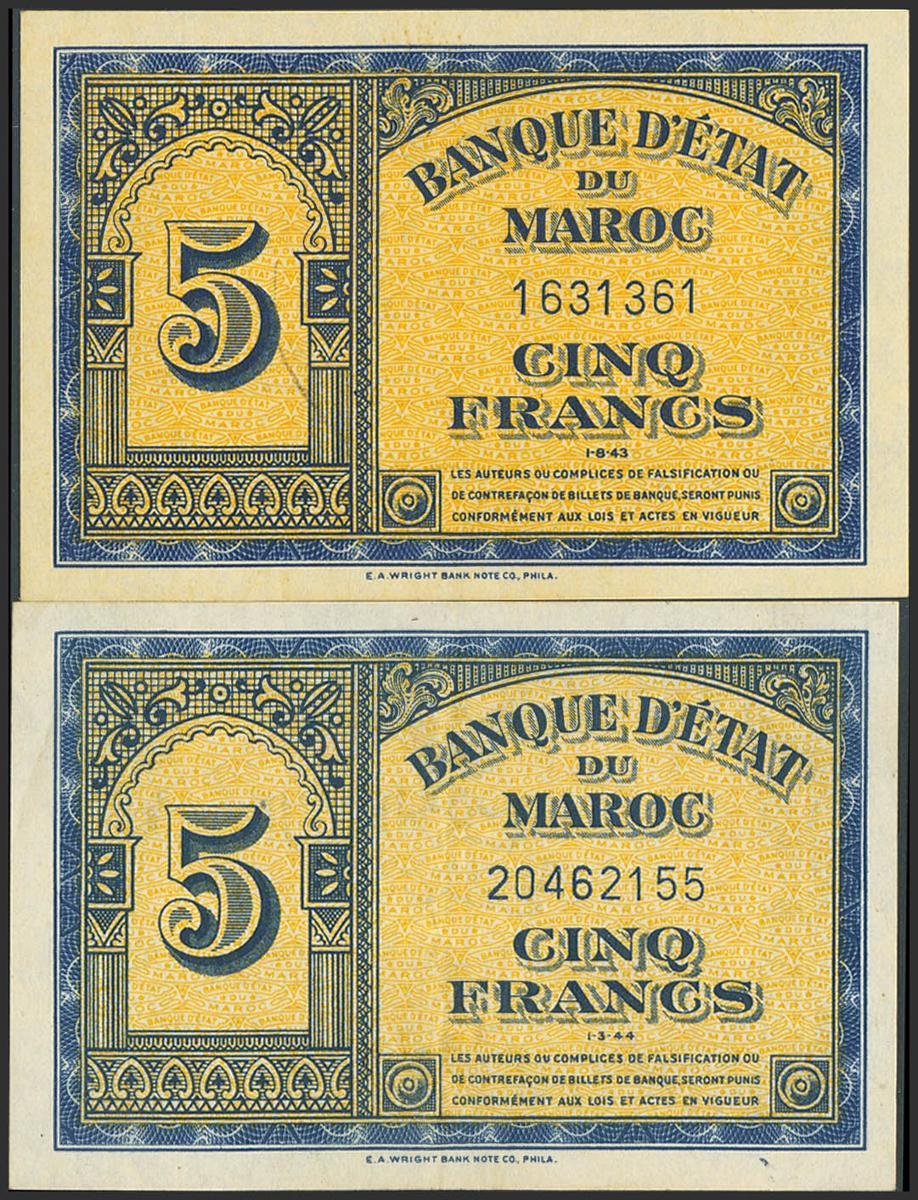 BANQUE D'ÉTAT
DU
MAROC
1631361
5
CINQ
FRANCS
1-8-43
LES AUTEURS OU COMPLICES DE FALSIFICATION OU
DE CONTREFAÇON DE BILLETS DE BANQUE, SERONT PUNIS
CONFORMÉMENT AUX LOIS ET ACTES EN VIGUEUR
E.A.WRIGHT BANK NOTE CO., PHILA.
BANQUE D'ÉTAT
DU
MAROC
20462155
5
CINQ
FRANCS
1-3-44
LES AUTEURS OU COMPLICES DE FALSIFICATION OU
DE CONTREFAÇON DE BILLETS DE BANQUE, SERONT PUNIS
CONFORMÉMENT AUX LOIS ET ACTES EN VIGUEUR
E.A.WRIGHT BANK NOTE CO., PHILA.